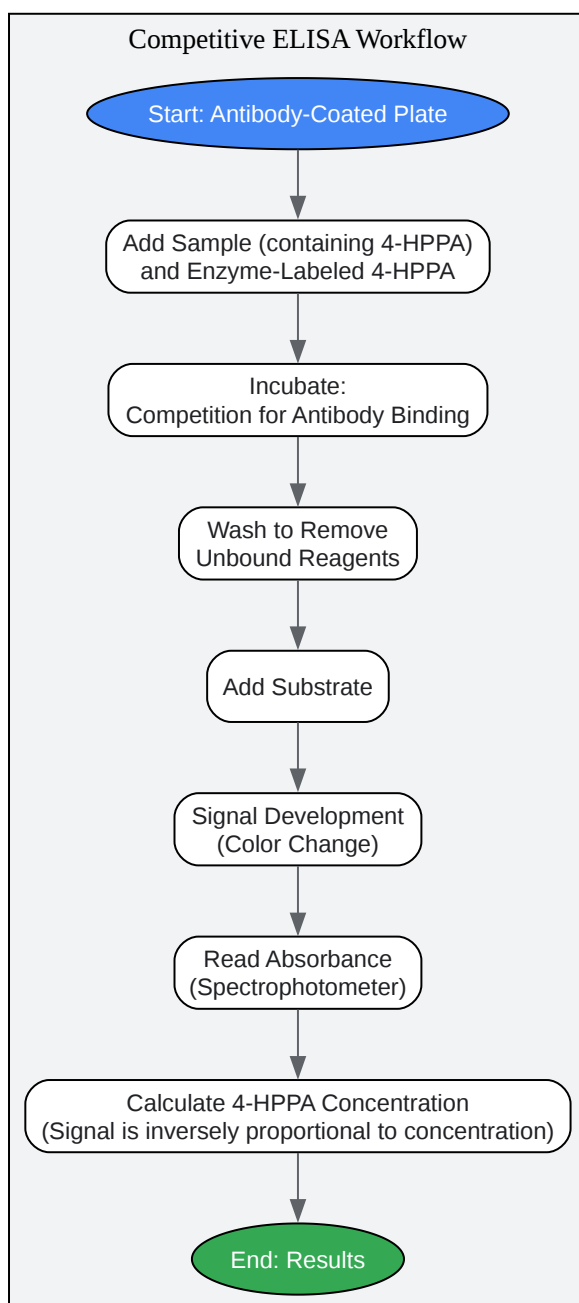 Competitive ELISA Workflow
Start: Antibody-Coated Plate
Add Sample (containing 4-HPPA)
and Enzyme-Labeled 4-HPPA
Incubate:
Competition for Antibody Binding
Wash to Remove
Unbound Reagents
Add Substrate
Signal Development
(Color Change)
Read Absorbance
(Spectrophotometer)
Calculate 4-HPPA Concentration
(Signal is inversely proportional to concentration)
End: Results